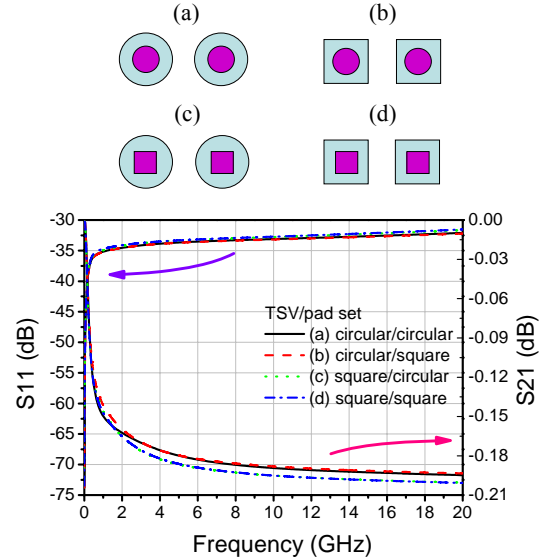 (a) (b)
(c) (d)
-30 0.00
-35
-40 -0.03
-45 -0.06
-50 TSV/pad set
-0.09
(a) circular/circular
-55 (b) circular/square -0.12
(c) square/circular
-60 (d) square/square
-65 -0.15
-70 -0.18
-75 -0.21
0 2 4 6 8 10 12 14 16 18 20
S11 (dB)
S21 (dB)
Frequency (GHz)